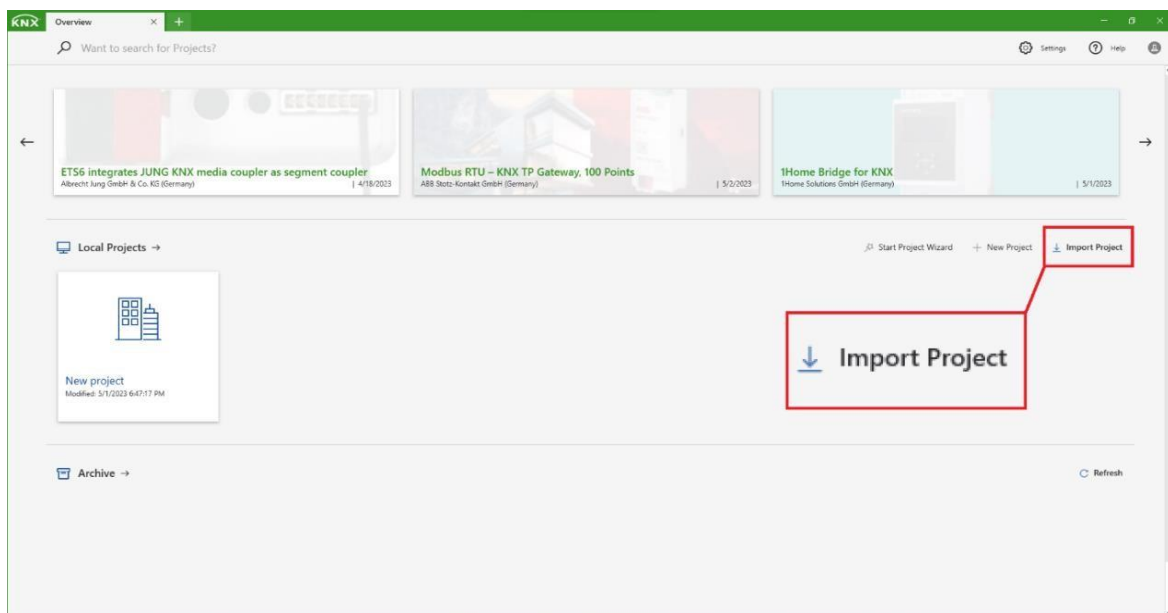 KNX Overview × +
Want to search for Projects?
Settings
Help
ETS6 integrates JUNG KNX media coupler as segment coupler
Albrecht Jung GmbH & Co. KG (Germany) | 4/18/2023
Modbus RTU – KNX TP Gateway, 100 Points
ABB Stotz-Kontakt GmbH (Germany) | 5/2/2023
1Home Bridge for KNX
1Home Solutions GmbH (Germany) | 5/1/2023
Local Projects →
Start Project Wizard
+ New Project
Import Project
Import Project
New project
Modified: 5/1/2023 6:47:17 PM
Archive →
Refresh